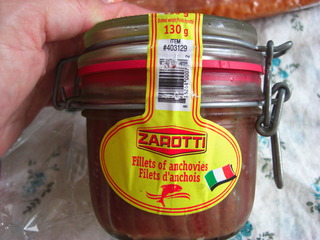 130 g
ITEM
#403129
ZAROTTI
Fillets of anchovies
Filets d'anchois